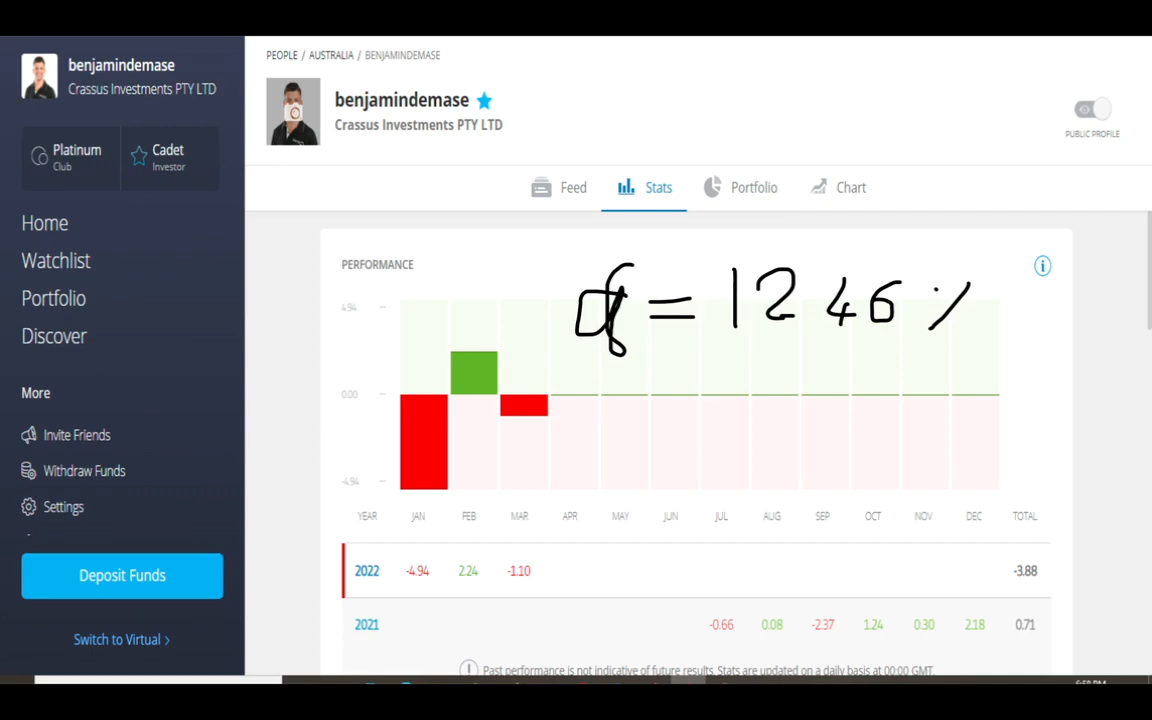 benjamindemase
Crassus Investments PTY LTD
Platinum
Club
Cadet
Investor
Home
Watchlist
Portfolio
Discover
More
Invite Friends
Withdraw Funds
Settings
Deposit Funds
Switch to Virtual >
PEOPLE / AUSTRALIA / BENJAMINDEMASE
benjamindemase
Crassus Investments PTY LTD
PUBLIC PROFILE
Feed Stats Portfolio Chart
PERFORMANCE
= 1246 %
4.94
0.00
-4.94
YEAR JAN FEB MAR APR MAY JUN JUL AUG SEP OCT NOV DEC TOTAL
2022 -4.94 2.24 -1.10 -3.88
2021 -0.66 0.08 -2.37 1.24 0.30 2.18 0.71
Past performance is not indicative of future results. Stats are updated on a daily basis at 00:00 GMT.